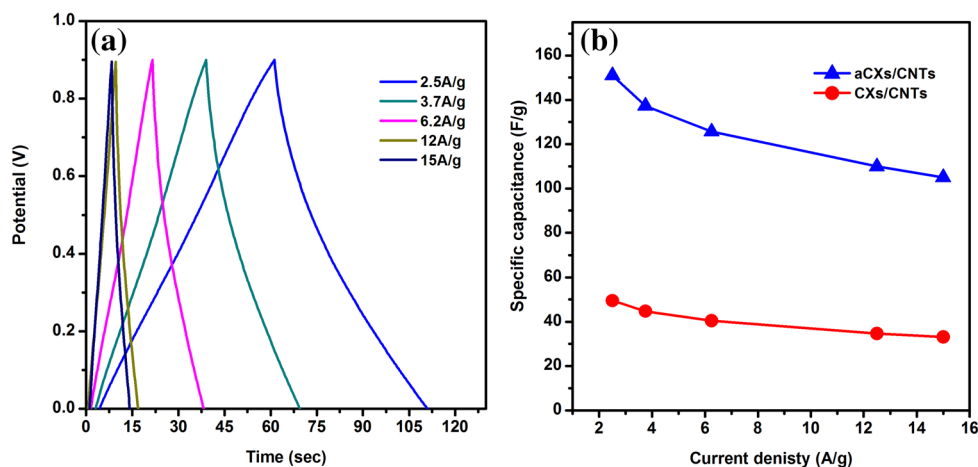 (a)
1.0
0.8
0.6
0.4
0.2
0.0
Potential (V)
2.5A/g
3.7A/g
6.2A/g
12A/g
15A/g
0 15 30 45 60 75 90 105 120
Time (sec)
(b)
160
140
120
100
80
60
40
20
0
Specific capacitance (F/g)
aCXs/CNTs
CXs/CNTs
2 4 6 8 10 12 14 16
Current denisty (A/g)